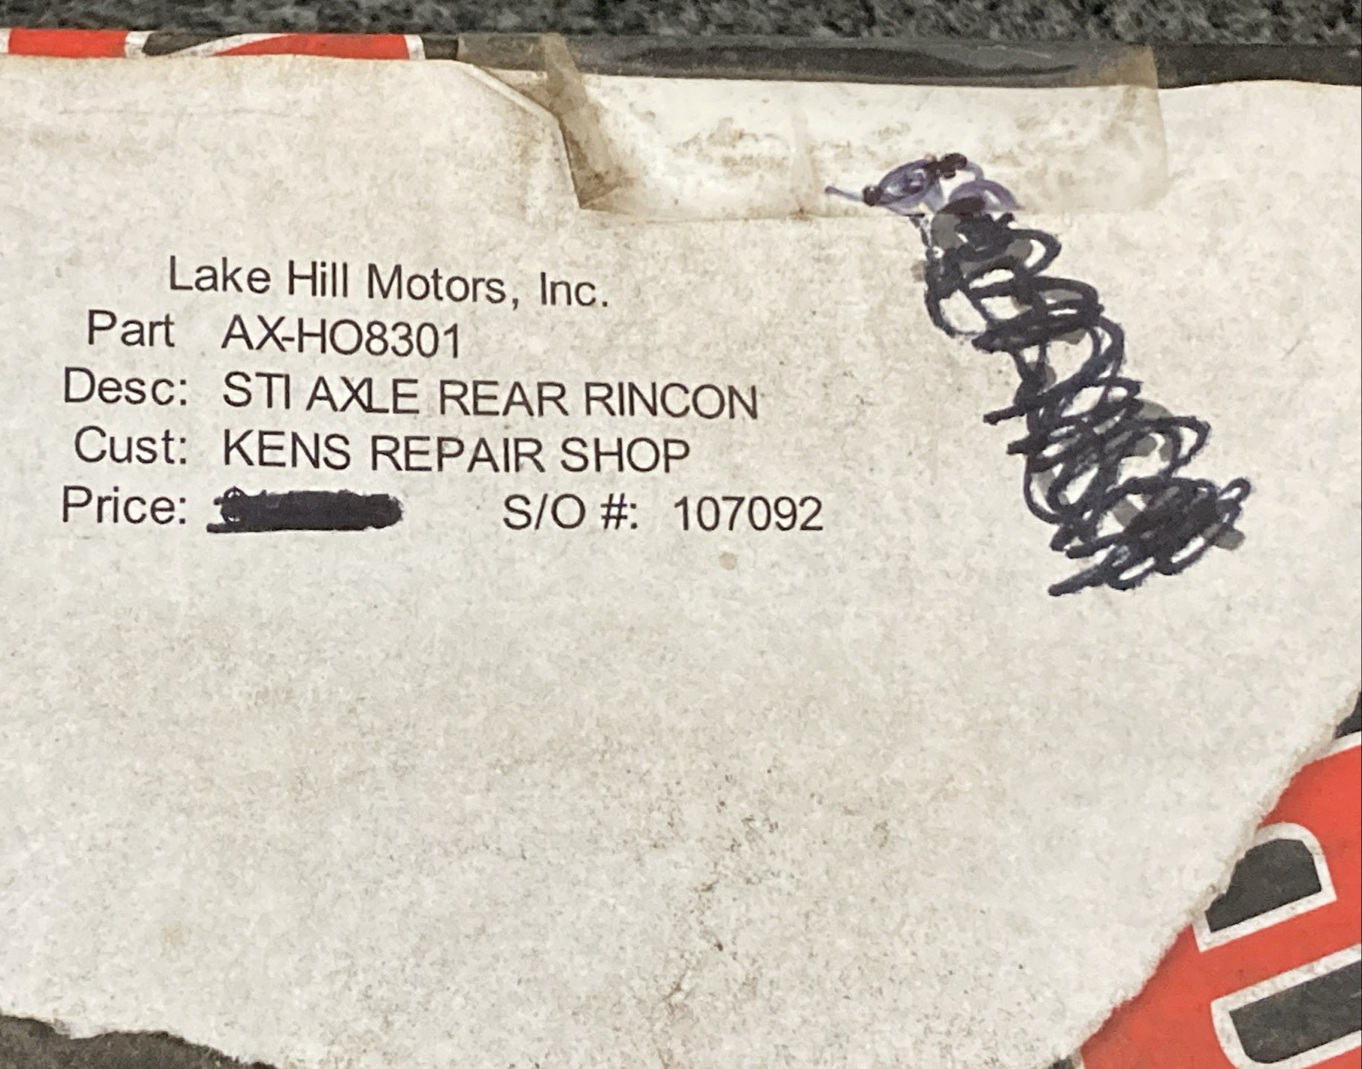 Lake Hill Motors, Inc.
Part AX-HO8301
Desc: STI AXLE REAR RINCON
Cust: KENS REPAIR SHOP
Price: S/O #: 107092